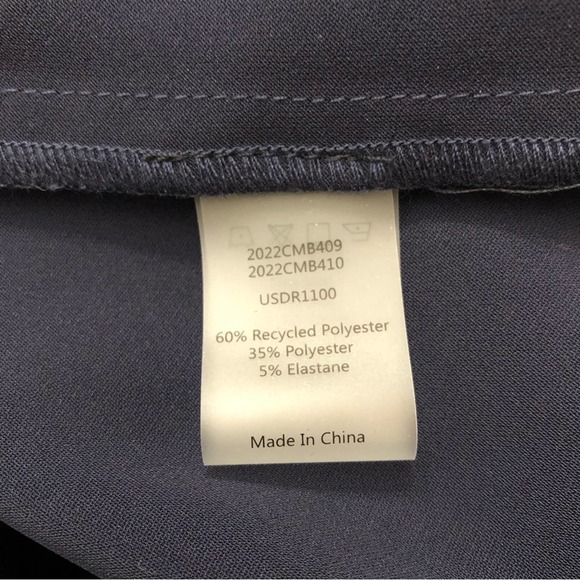 2022CMB409
2022CMB410
USDR1100
60% Recycled Polyester
35% Polyester
5% Elastane
Made In China